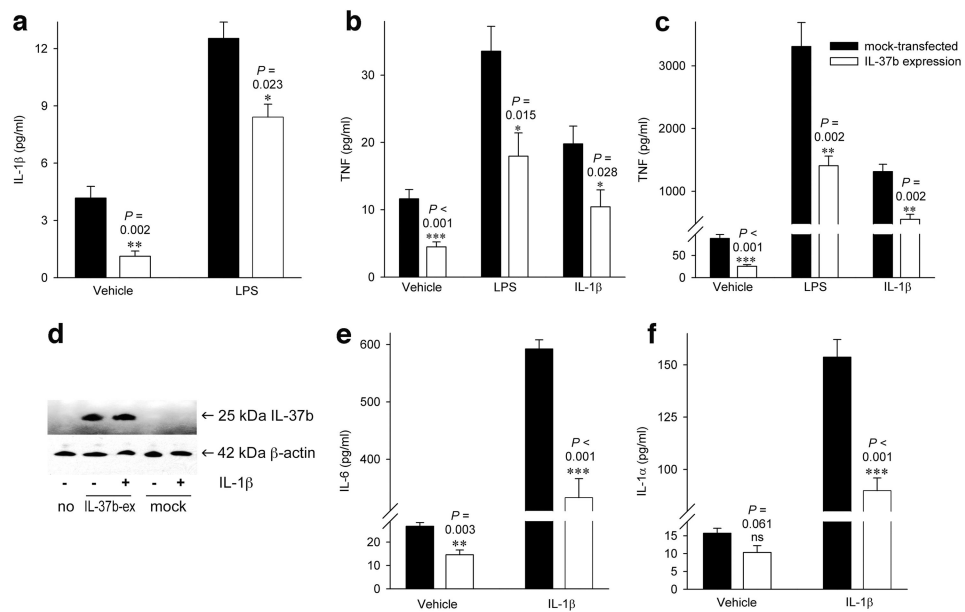 a
IL-1β (pg/ml)
12
9
6
3
0
P =
0.002
**
P =
0.023
*
Vehicle
LPS
b
TNF (pg/ml)
30
20
10
0
P <
0.001
***
P =
0.015
*
P =
0.028
*
Vehicle
LPS
IL-1β
c
mock-transfected
IL-37b expression
TNF (pg/ml)
3000
2000
1000
50
0
P <
0.001
***
P =
0.002
**
P =
0.002
**
Vehicle
LPS
IL-1β
d
← 25 kDa IL-37b
← 42 kDa β-actin
- - + - + IL-1β
no IL-37b-ex mock
e
IL-6 (pg/ml)
600
400
20
10
0
P =
0.003
**
P <
0.001
***
Vehicle
IL-1β
f
IL-1α (pg/ml)
150
100
15
10
5
0
P =
0.061
ns
P <
0.001
***
Vehicle
IL-1β